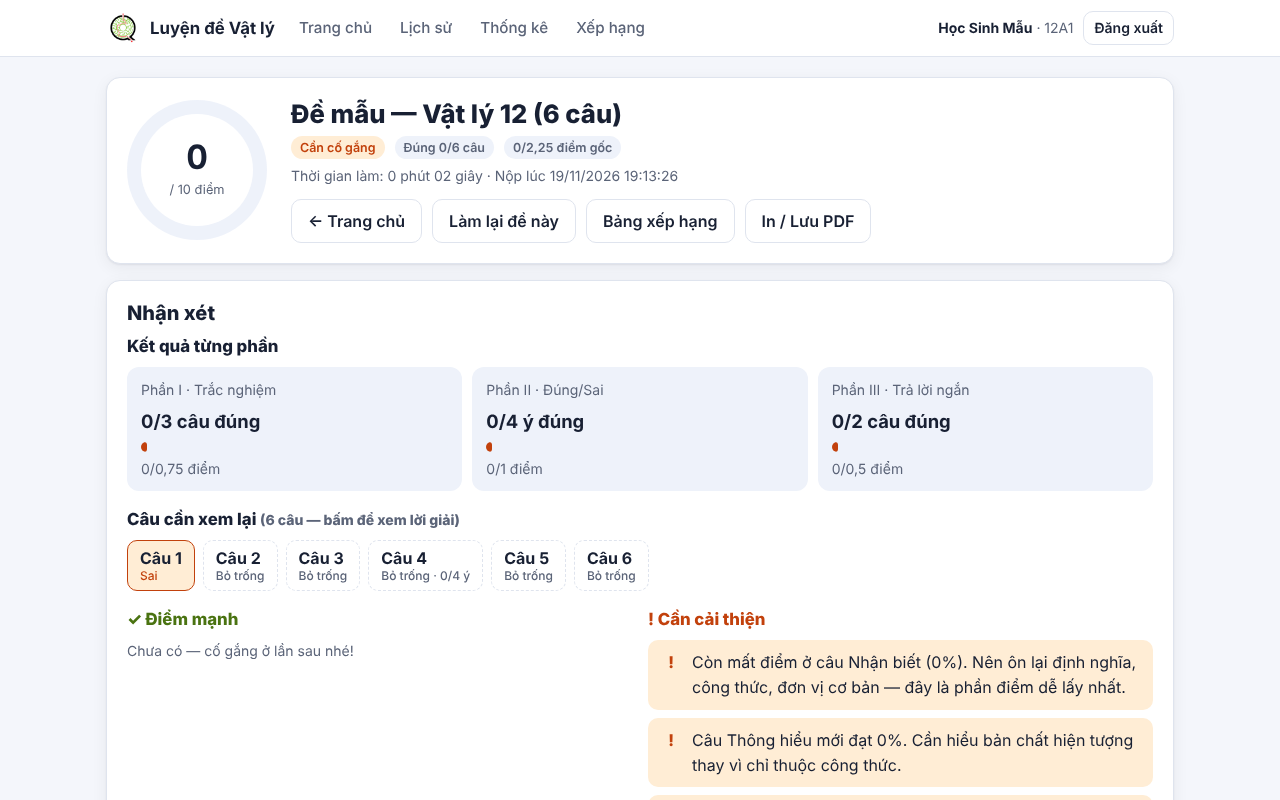 Luyện đề Vật lý
Trang chủ
Lịch sử
Thống kê
Xếp hạng
Học Sinh Mẫu · 12A1
Đăng xuất
0
/ 10 điểm
Đề mẫu — Vật lý 12 (6 câu)
Cần cố gắng
Đúng 0/6 câu
0/2,25 điểm gốc
Thời gian làm: 0 phút 02 giây · Nộp lúc 19/11/2026 19:13:26
← Trang chủ
Làm lại đề này
Bảng xếp hạng
In / Lưu PDF
Nhận xét
Kết quả từng phần
Phần I · Trắc nghiệm
0/3 câu đúng
0/0,75 điểm
Phần II · Đúng/Sai
0/4 ý đúng
0/1 điểm
Phần III · Trả lời ngắn
0/2 câu đúng
0/0,5 điểm
Câu cần xem lại (6 câu — bấm để xem lời giải)
Câu 1
Sai
Câu 2
Bỏ trống
Câu 3
Bỏ trống
Câu 4
Bỏ trống · 0/4 ý
Câu 5
Bỏ trống
Câu 6
Bỏ trống
✓ Điểm mạnh
Chưa có — cố gắng ở lần sau nhé!
! Cần cải thiện
! Còn mất điểm ở câu Nhận biết (0%). Nên ôn lại định nghĩa,
công thức, đơn vị cơ bản — đây là phần điểm dễ lấy nhất.
! Câu Thông hiểu mới đạt 0%. Cần hiểu bản chất hiện tượng
thay vì chỉ thuộc công thức.